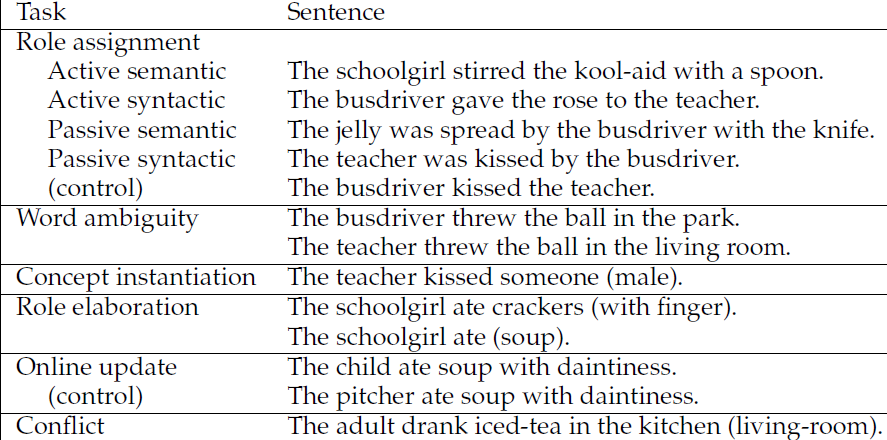 Task Sentence
Role assignment
Active semantic The schoolgirl stirred the kool-aid with a spoon.
Active syntactic The busdriver gave the rose to the teacher.
Passive semantic The jelly was spread by the busdriver with the knife.
Passive syntactic The teacher was kissed by the busdriver.
(control) The busdriver kissed the teacher.
Word ambiguity The busdriver threw the ball in the park.
The teacher threw the ball in the living room.
Concept instantiation The teacher kissed someone (male).
Role elaboration The schoolgirl ate crackers (with finger).
The schoolgirl ate (soup).
Online update The child ate soup with daintiness.
(control) The pitcher ate soup with daintiness.
Conflict The adult drank iced-tea in the kitchen (living-room).